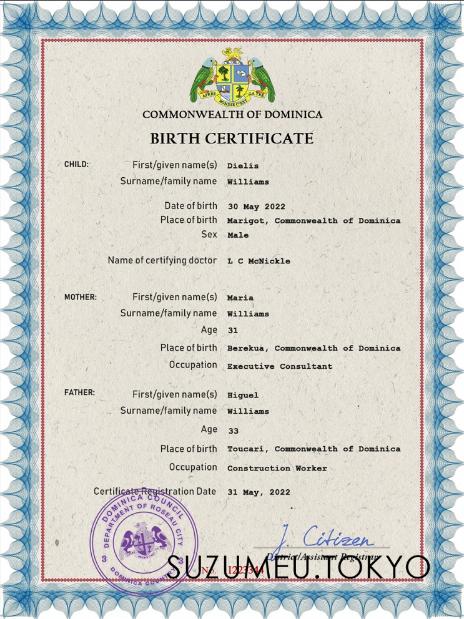 COMMONWEALTH OF DOMINICA
BIRTH CERTIFICATE
CHILD: First/given name(s) Dielis
Surname/family name Williams
Date of birth 30 May 2022
Place of birth Marigot, Commonwealth of Dominica
Sex Male
Name of certifying doctor L C McNickle
MOTHER: First/given name(s) Maria
Surname/family name Williams
Age 31
Place of birth Berekua, Commonwealth of Dominica
Occupation Executive Consultant
FATHER: First/given name(s) Higuel
Surname/family name Williams
Age 33
Place of birth Toucari, Commonwealth of Dominica
Occupation Construction Worker
Certificate Registration Date 31 May, 2022
DOMINICA COUNCIL
DEPARTMENT OF ROSEAU CITY
3
J. Citizen
District/Assistant Registrar
SUZUMEU.TOKYO